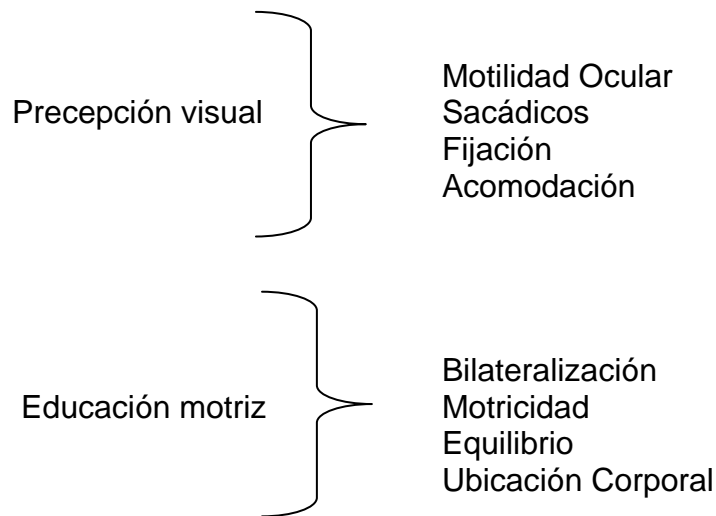 Precepción visual
Motilidad Ocular
Sacádicos
Fijación
Acomodación
Educación motriz
Bilateralización
Motricidad
Equilibrio
Ubicación Corporal